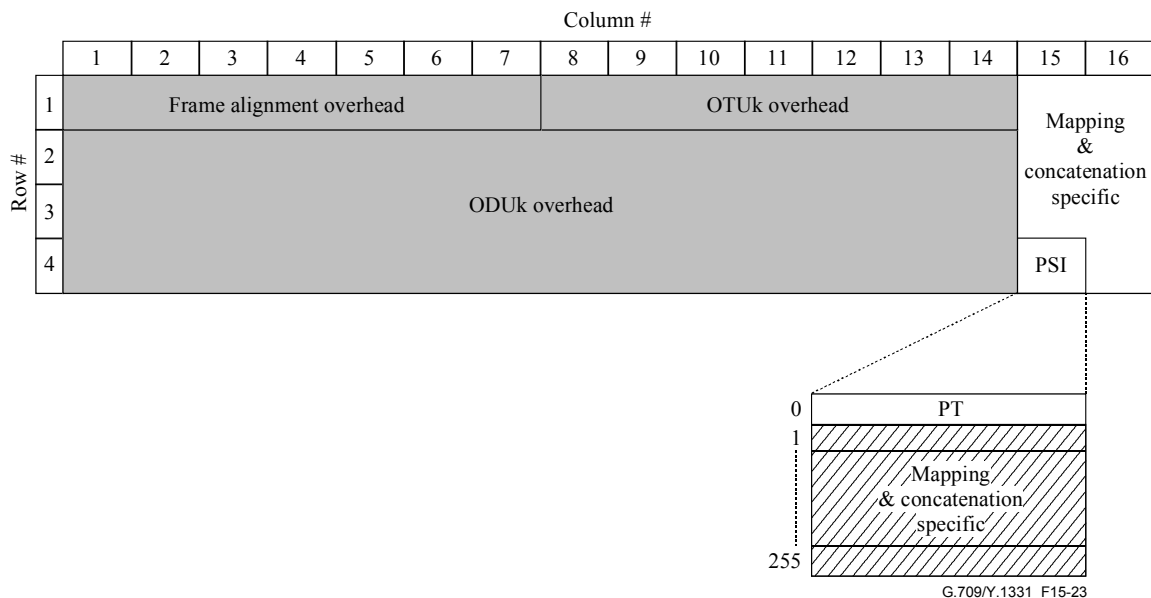 Column #
1 2 3 4 5 6 7 8 9 10 11 12 13 14 15 16
Row #
1 Frame alignment overhead OTUk overhead
Mapping
&
concatenation
specific
2
3
ODUk overhead
4 PSI
0 PT
1
Mapping
& concatenation
specific
255
G.709/Y.1331_F15-23